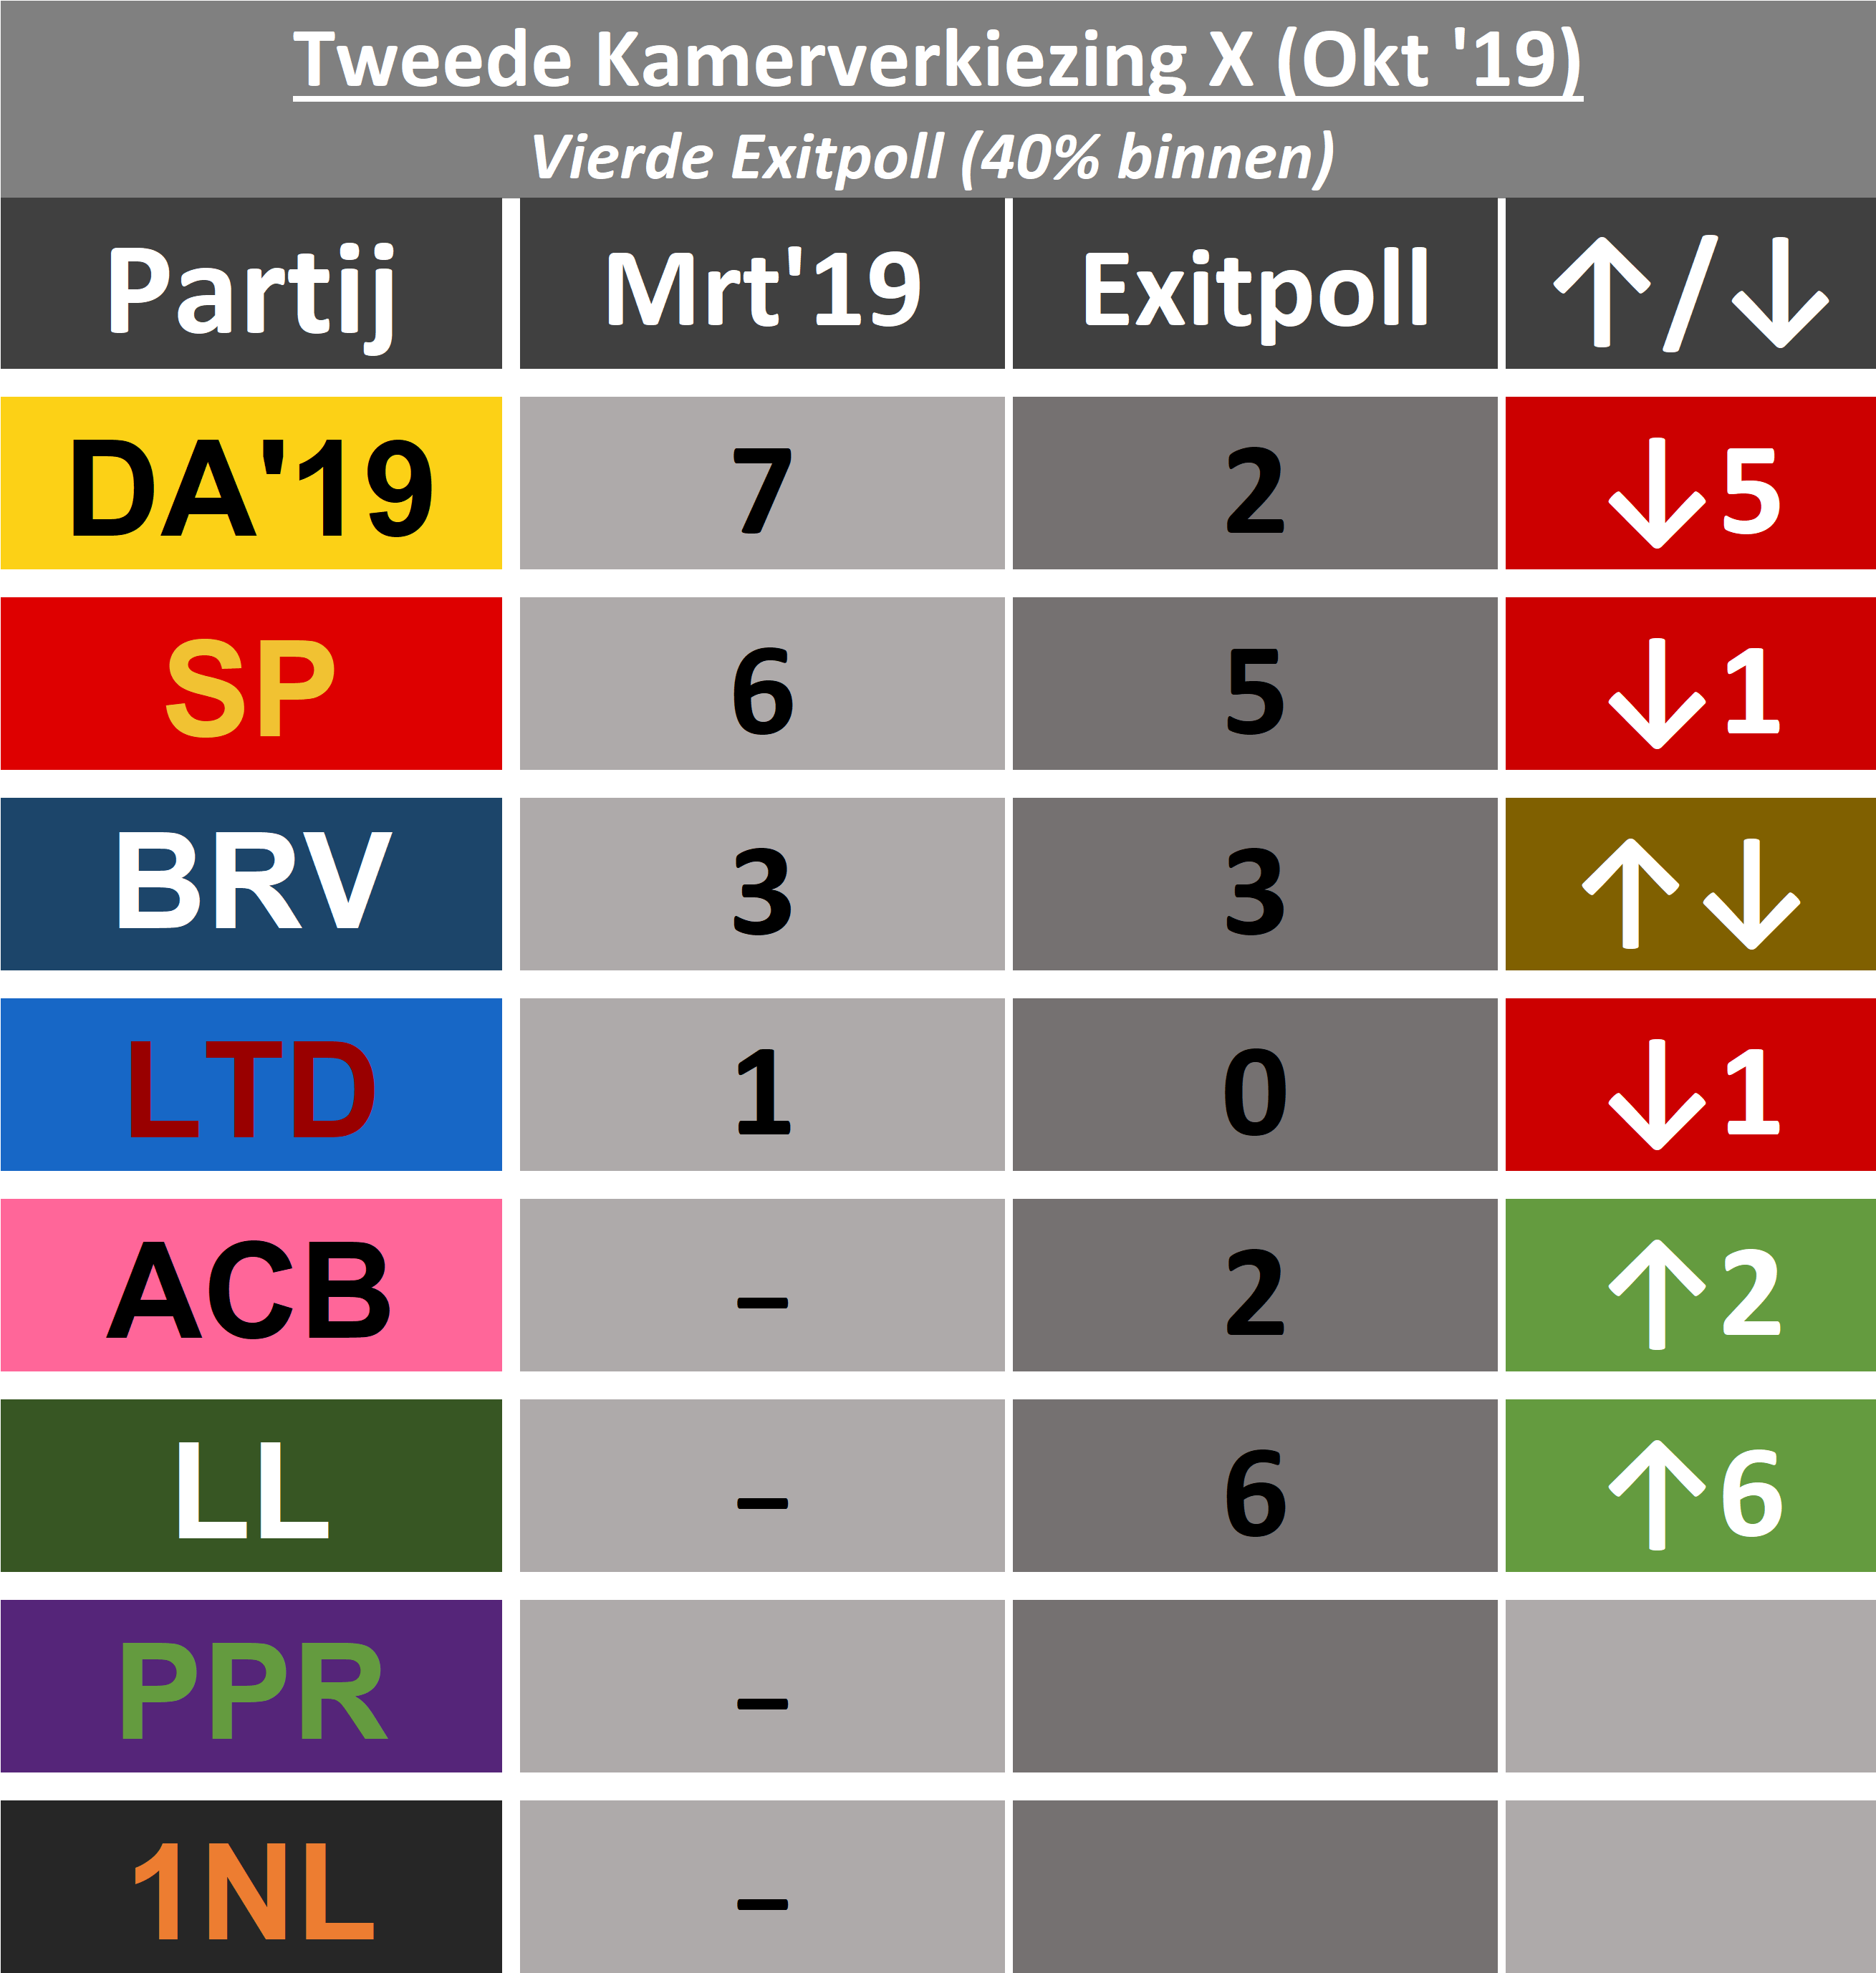 Tweede Kamerverkiezing X (Okt '19)
Vierde Exitpoll (40% binnen)
Partij Mrt'19 Exitpoll ↑/↓
DA'19 7 2 ↓5
SP 6 5 ↓1
BRV 3 3 ↑↓
LTD 1 0 ↓1
ACB – 2 ↑2
LL – 6 ↑6
PPR –
1NL –